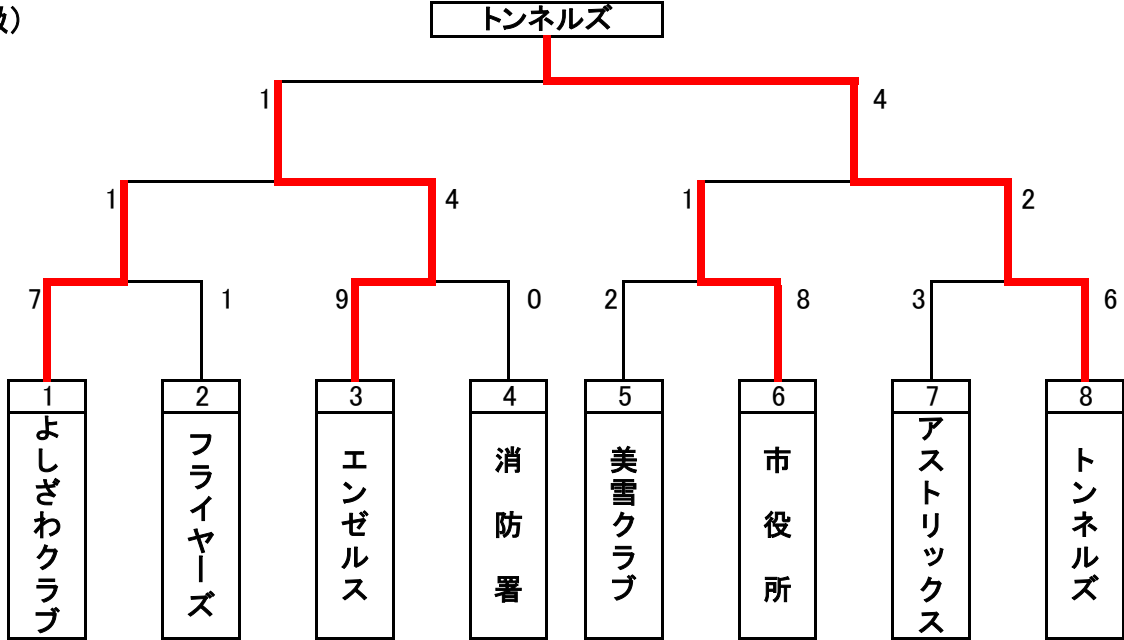 級）
トンネルズ
1 4
1 4 1 2
7 1 9 0 2 8 3 6
1 2 3 4 5 6 7 8
よしざわクラブ
フライヤーズ
エンゼルス
消防署
美雪クラブ
市役所
アストリックス
トンネルズ